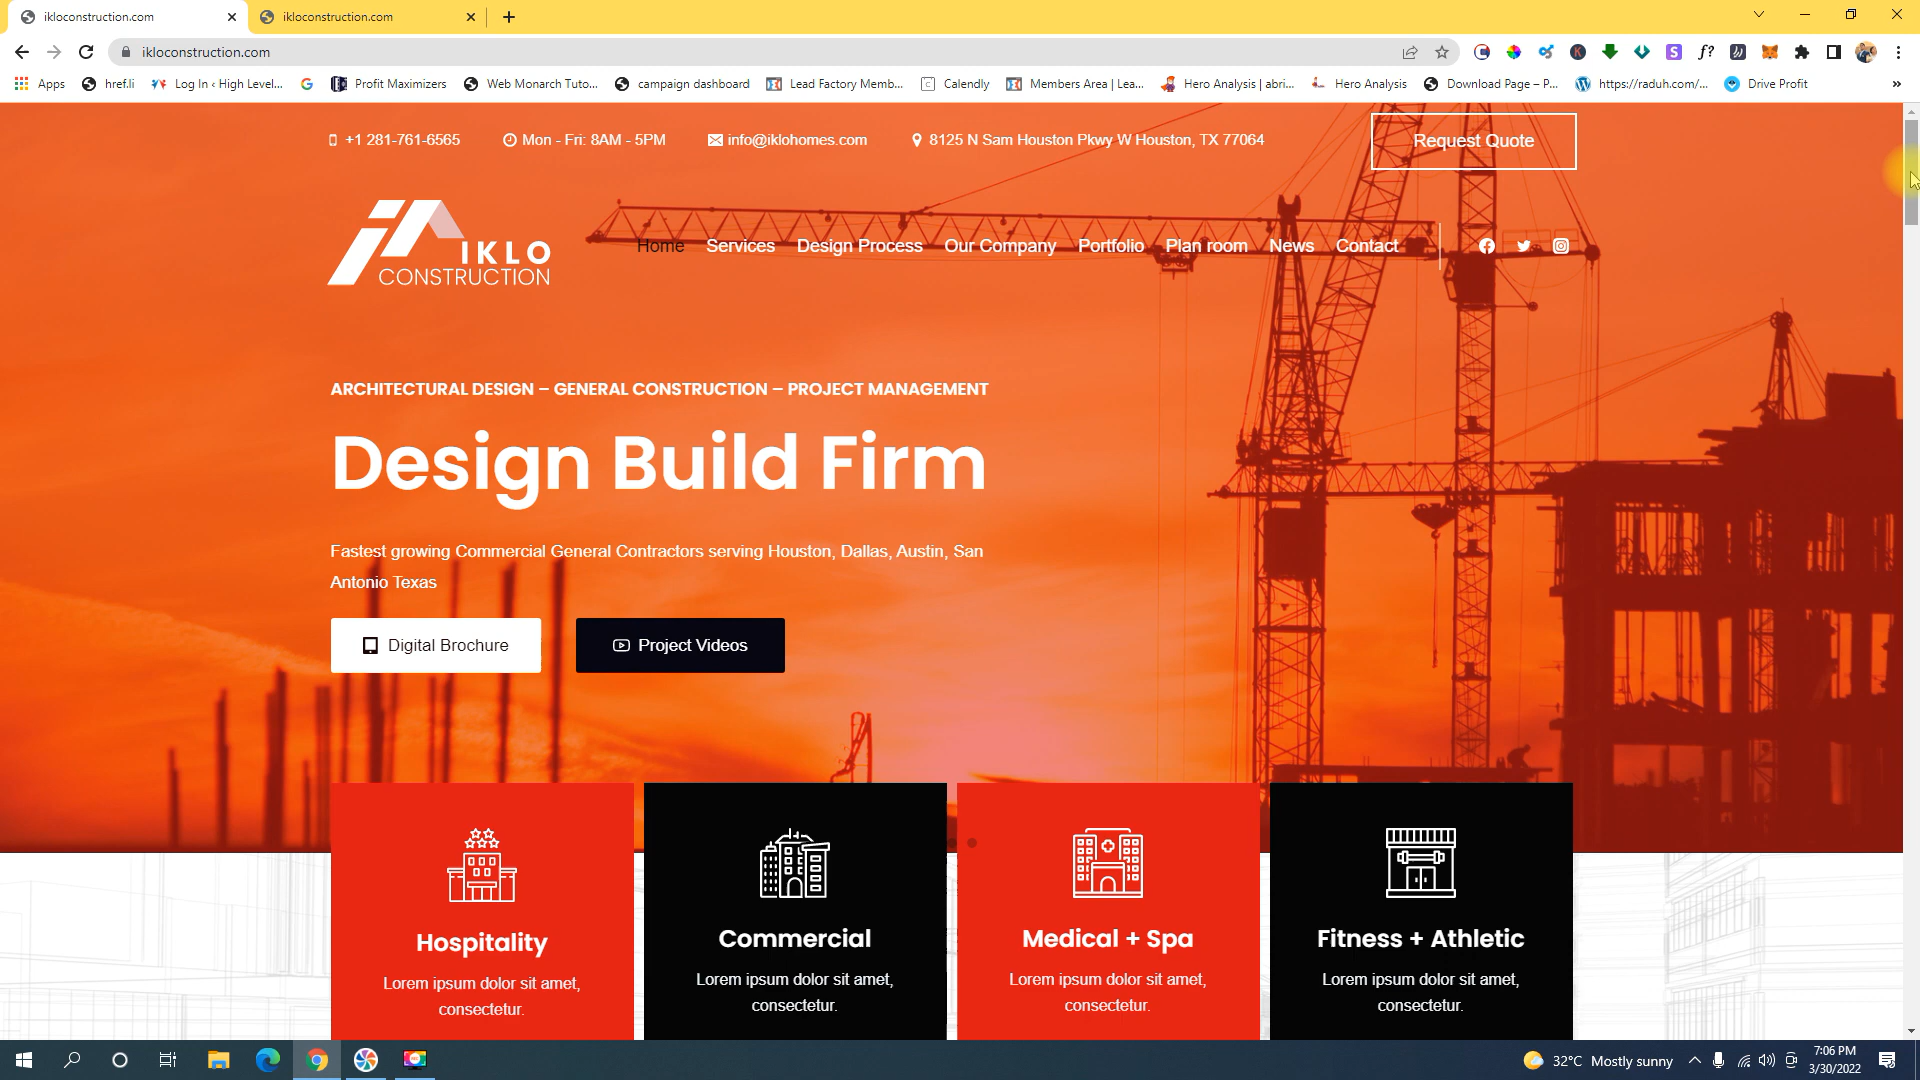 ikloconstruction.com
ikloconstruction.com
ikloconstruction.com
Apps
href.li
Log In ‹ High Level...
Profit Maximizers
Web Monarch Tuto...
campaign dashboard
Lead Factory Memb...
Calendly
Members Area | Lea...
Hero Analysis | abri...
Hero Analysis
Download Page – P...
https://raduh.com/...
Drive Profit
»
+1 281-761-6565
Mon - Fri: 8AM - 5PM
info@iklohomes.com
8125 N Sam Houston Pkwy W Houston, TX 77064
Request Quote
IKLO
CONSTRUCTION
Home
Services
Design Process
Our Company
Portfolio
Plan room
News
Contact
ARCHITECTURAL DESIGN – GENERAL CONSTRUCTION – PROJECT MANAGEMENT
Design Build Firm
Fastest growing Commercial General Contractors serving Houston, Dallas, Austin, San
Antonio Texas
Digital Brochure
Project Videos
Hospitality
Lorem ipsum dolor sit amet,
consectetur.
Commercial
Lorem ipsum dolor sit amet,
consectetur.
Medical + Spa
Lorem ipsum dolor sit amet,
consectetur.
Fitness + Athletic
Lorem ipsum dolor sit amet,
consectetur.
32°C Mostly sunny
7:06 PM
3/30/2022